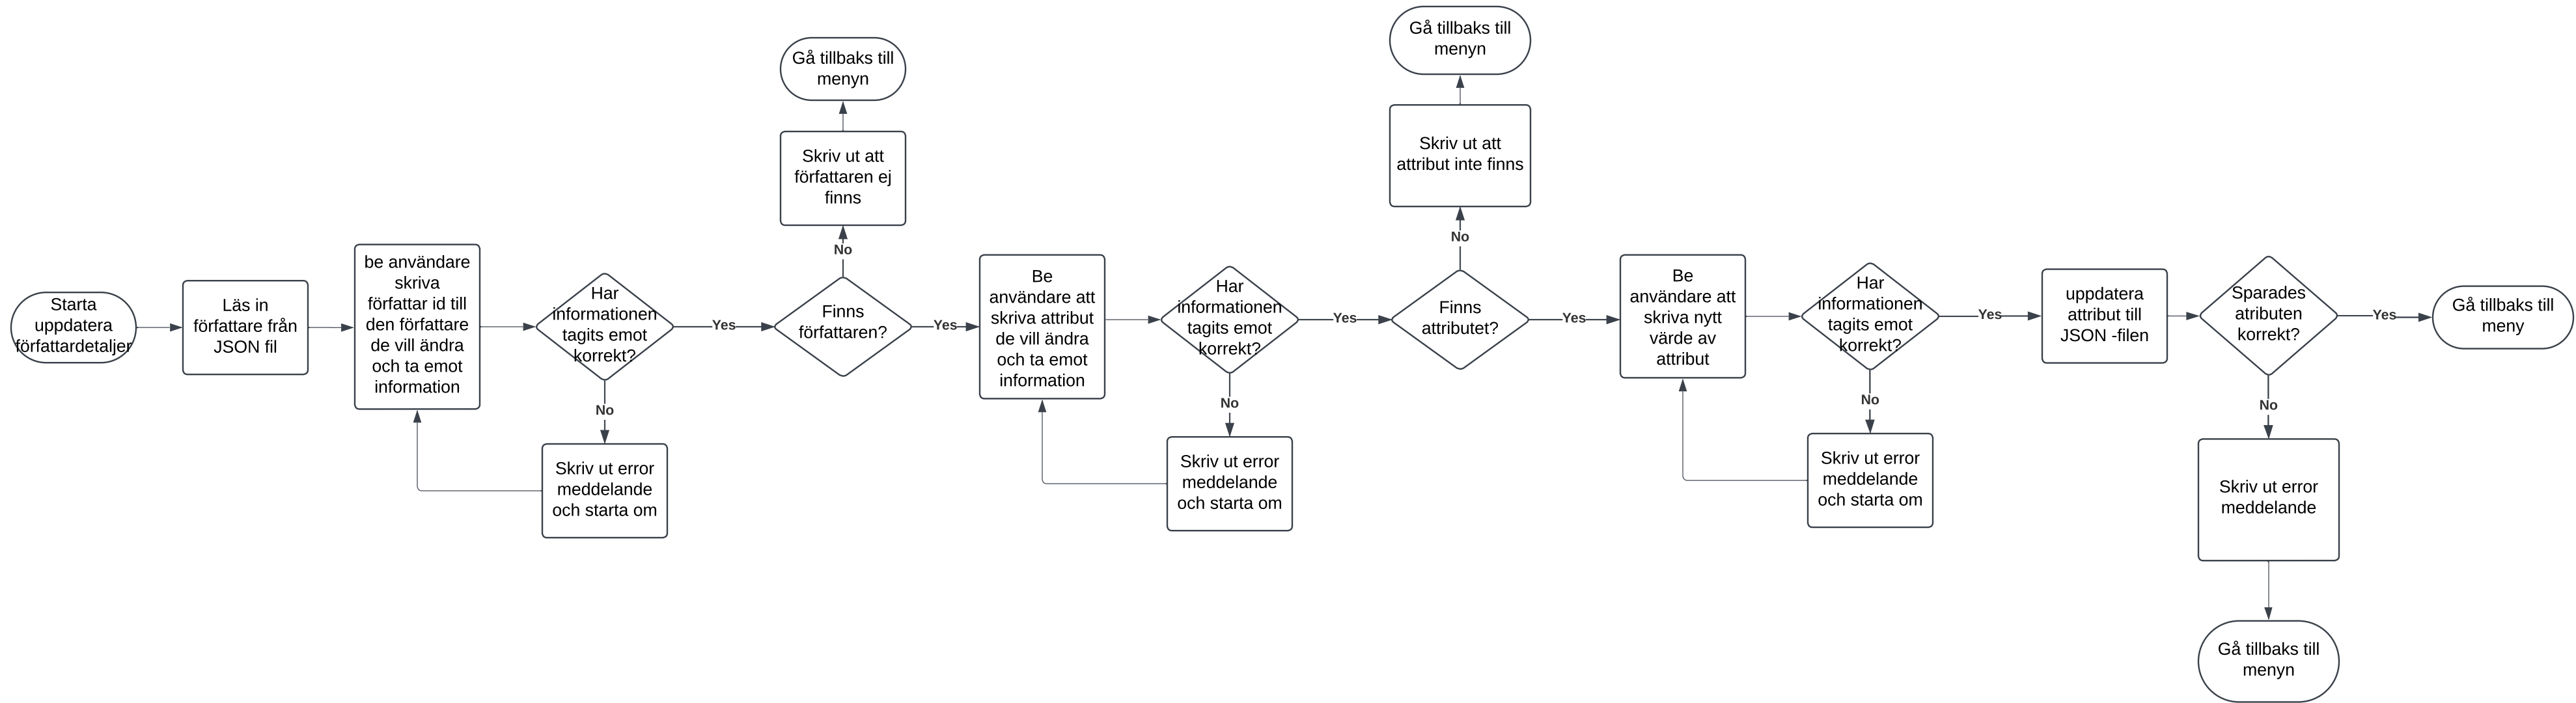 Starta
uppdatera
författardetaljer
Läs in
författare från
JSON fil
be användare
skriva
författar id till
den författare
de vill ändra
och ta emot
information
Har
informationen
tagits emot
korrekt?
No
Skriv ut error
meddelande
och starta om
Yes
Finns
författaren?
No
Skriv ut att
författaren ej
finns
Gå tillbaks till
menyn
Yes
Be
användare att
skriva attribut
de vill ändra
och ta emot
information
Har
informationen
tagits emot
korrekt?
No
Skriv ut error
meddelande
och starta om
Yes
Finns
attributet?
No
Skriv ut att
attribut inte finns
Gå tillbaks till
menyn
Yes
Be
användare att
skriva nytt
värde av
attribut
Har
informationen
tagits emot
korrekt?
No
Skriv ut error
meddelande
och starta om
Yes
uppdatera
attribut till
JSON -filen
Sparades
atributen
korrekt?
No
Skriv ut error
meddelande
Gå tillbaks till
menyn
Yes
Gå tillbaks till
meny